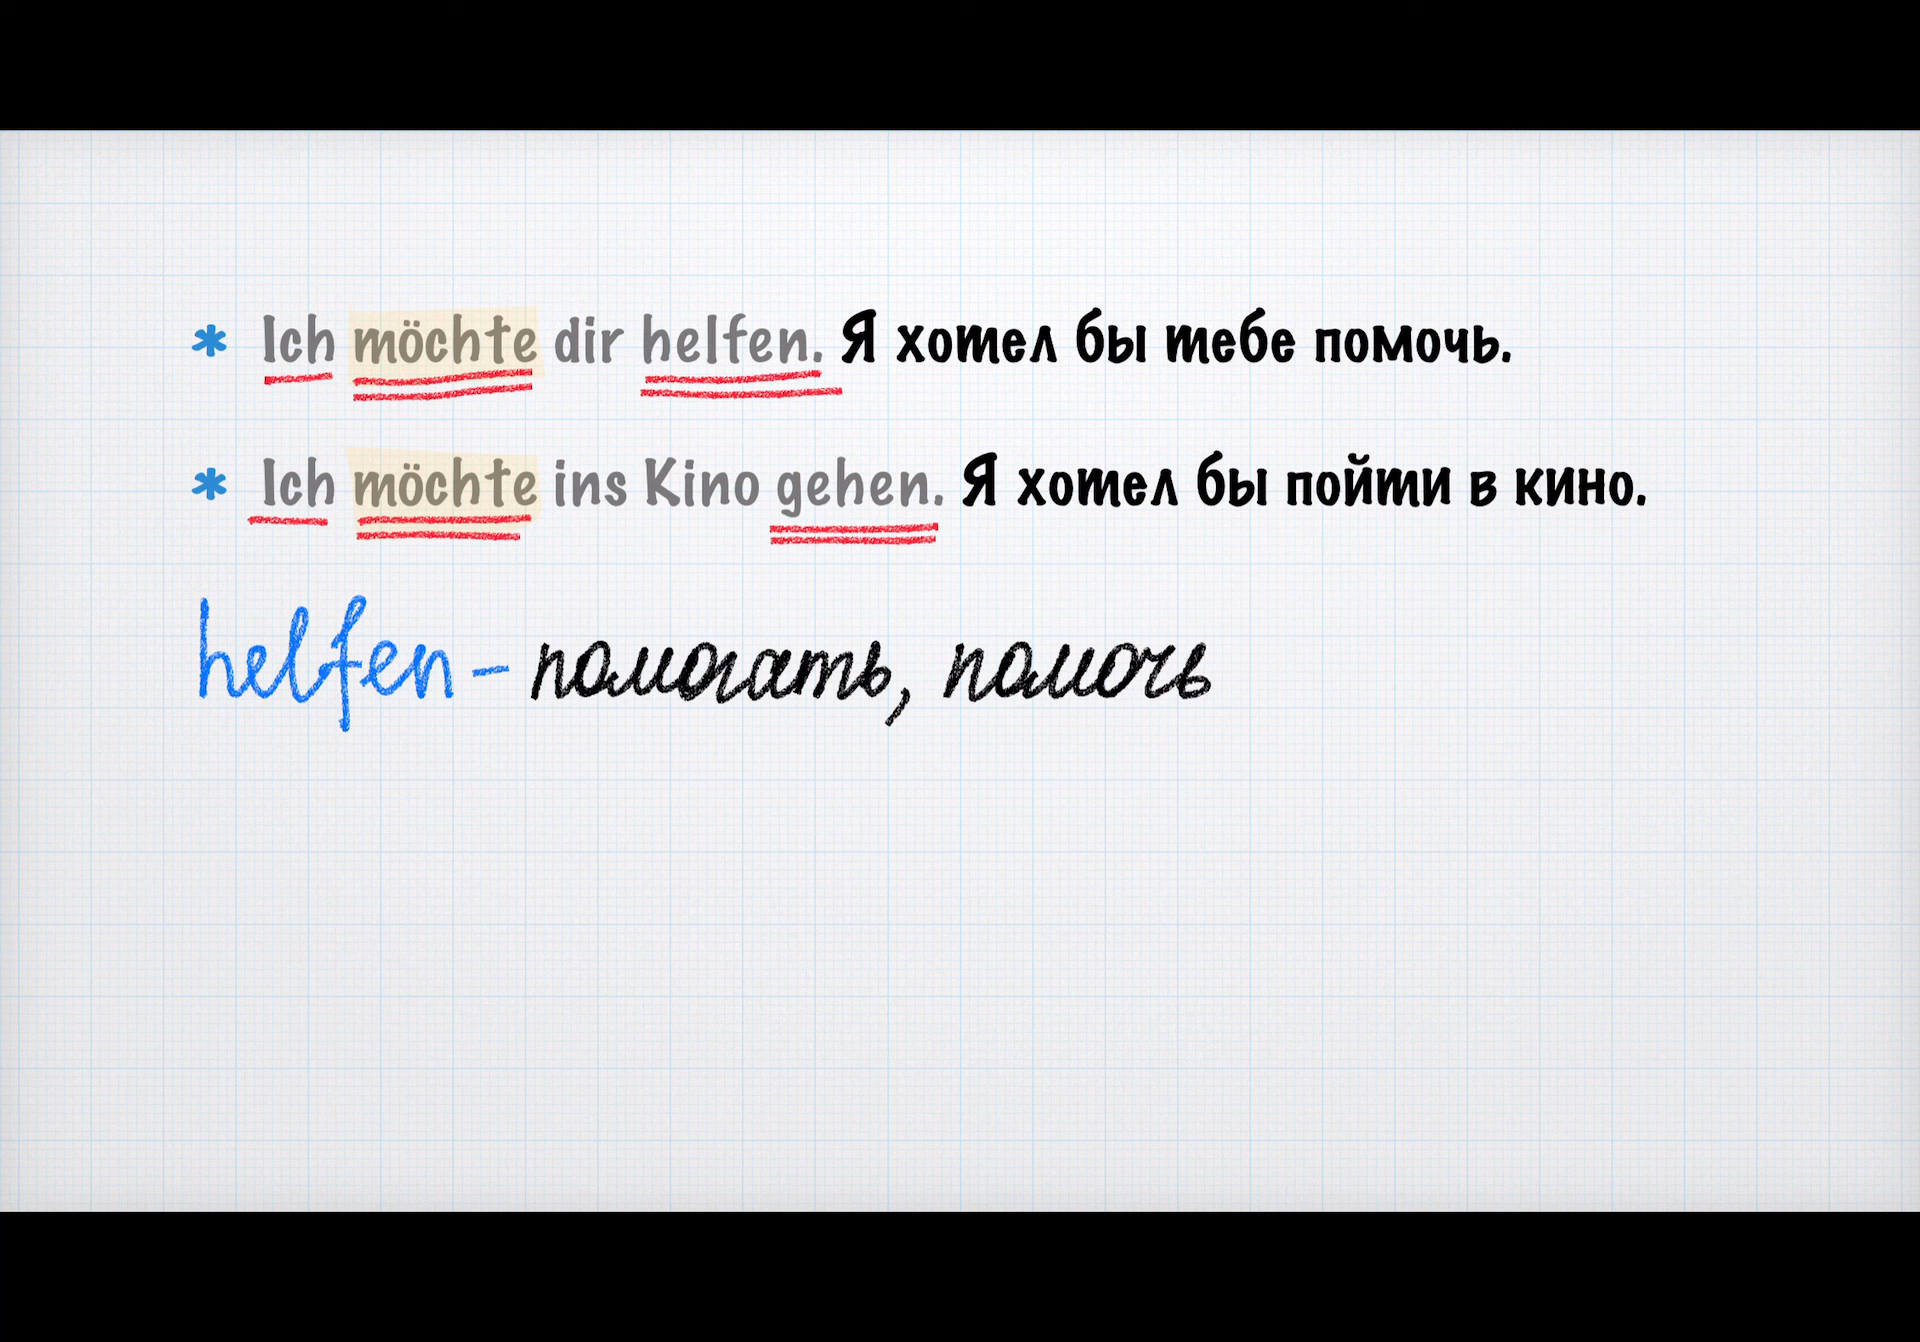 * Ich möchte dir helfen. Я хотел бы тебе помочь.
* Ich möchte ins Kino gehen. Я хотел бы пойти в кино.
helfen - помогать, помочь